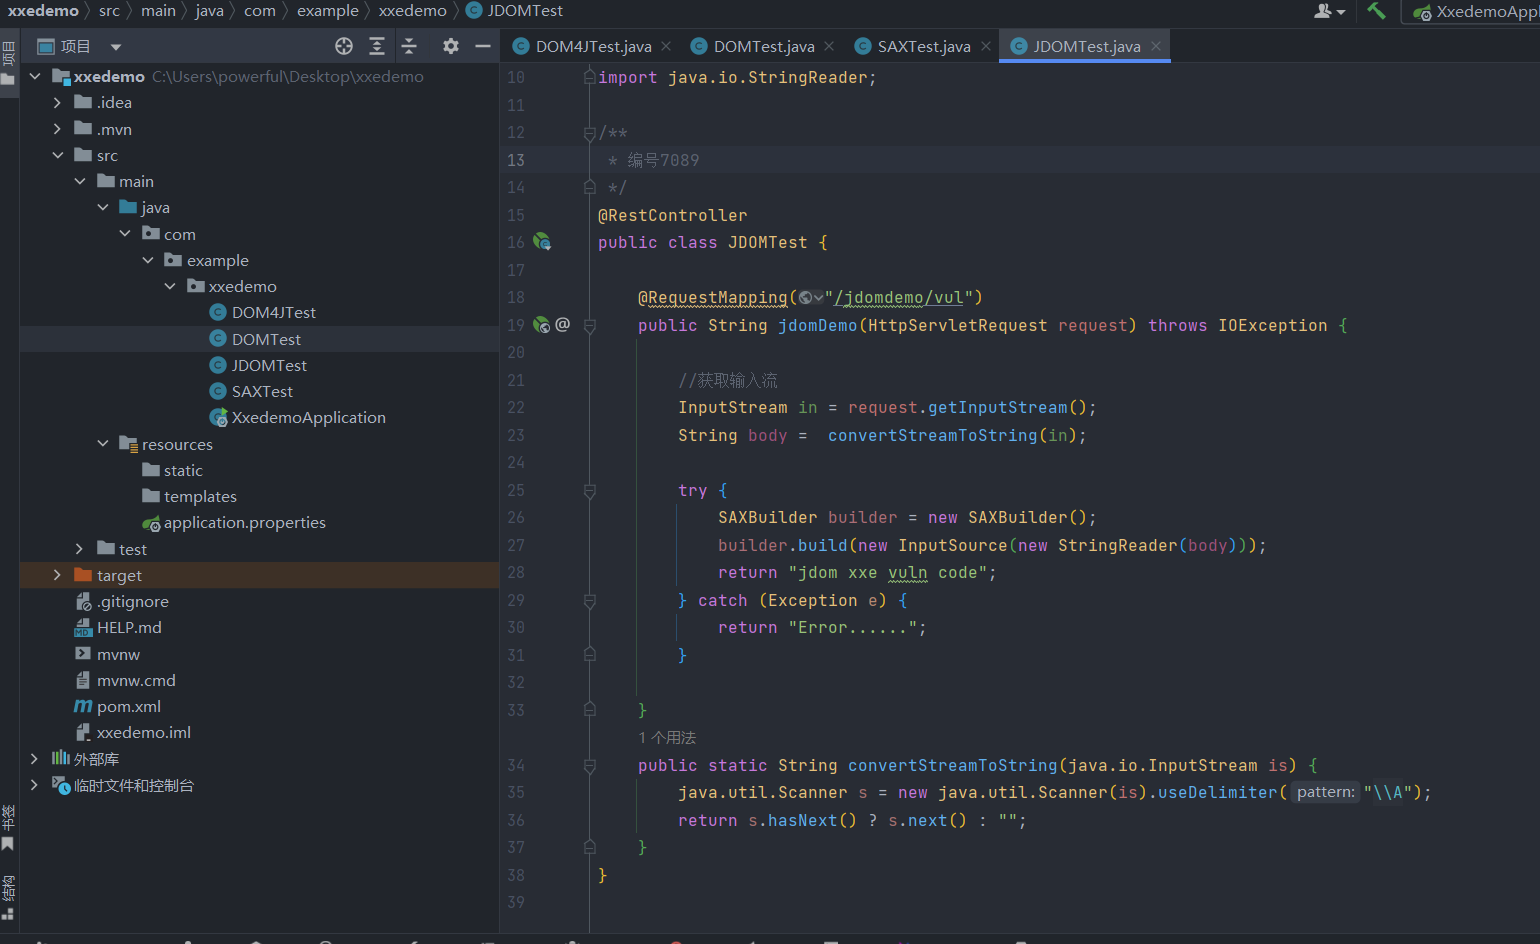 xxedemo src main java com example xxedemo JDOMTest XxedemoAppl
项目
项目
DOM4JTest.java DOMTest.java SAXTest.java JDOMTest.java
xxedemo C:\Users\powerful\Desktop\xxedemo
.idea
.mvn
src
main
java
com
example
xxedemo
DOM4JTest
DOMTest
JDOMTest
SAXTest
XxedemoApplication
resources
static
templates
application.properties
test
target
.gitignore
HELP.md
mvnw
mvnw.cmd
pom.xml
xxedemo.iml
外部库
临时文件和控制台
书签
结构
10 import java.io.StringReader;
11
12 /**
13 * 编号7089
14 */
15 @RestController
16 public class JDOMTest {
17
18 @RequestMapping("/jdomdemo/vul")
19 @ public String jdomDemo(HttpServletRequest request) throws IOException {
20
21 //获取输入流
22 InputStream in = request.getInputStream();
23 String body = convertStreamToString(in);
24
25 try {
26 SAXBuilder builder = new SAXBuilder();
27 builder.build(new InputSource(new StringReader(body)));
28 return "jdom xxe vuln code";
29 } catch (Exception e) {
30 return "Error......";
31 }
32
33 }
1 个用法
34 public static String convertStreamToString(java.io.InputStream is) {
35 java.util.Scanner s = new java.util.Scanner(is).useDelimiter( pattern: "\\A");
36 return s.hasNext() ? s.next() : "";
37 }
38 }
39